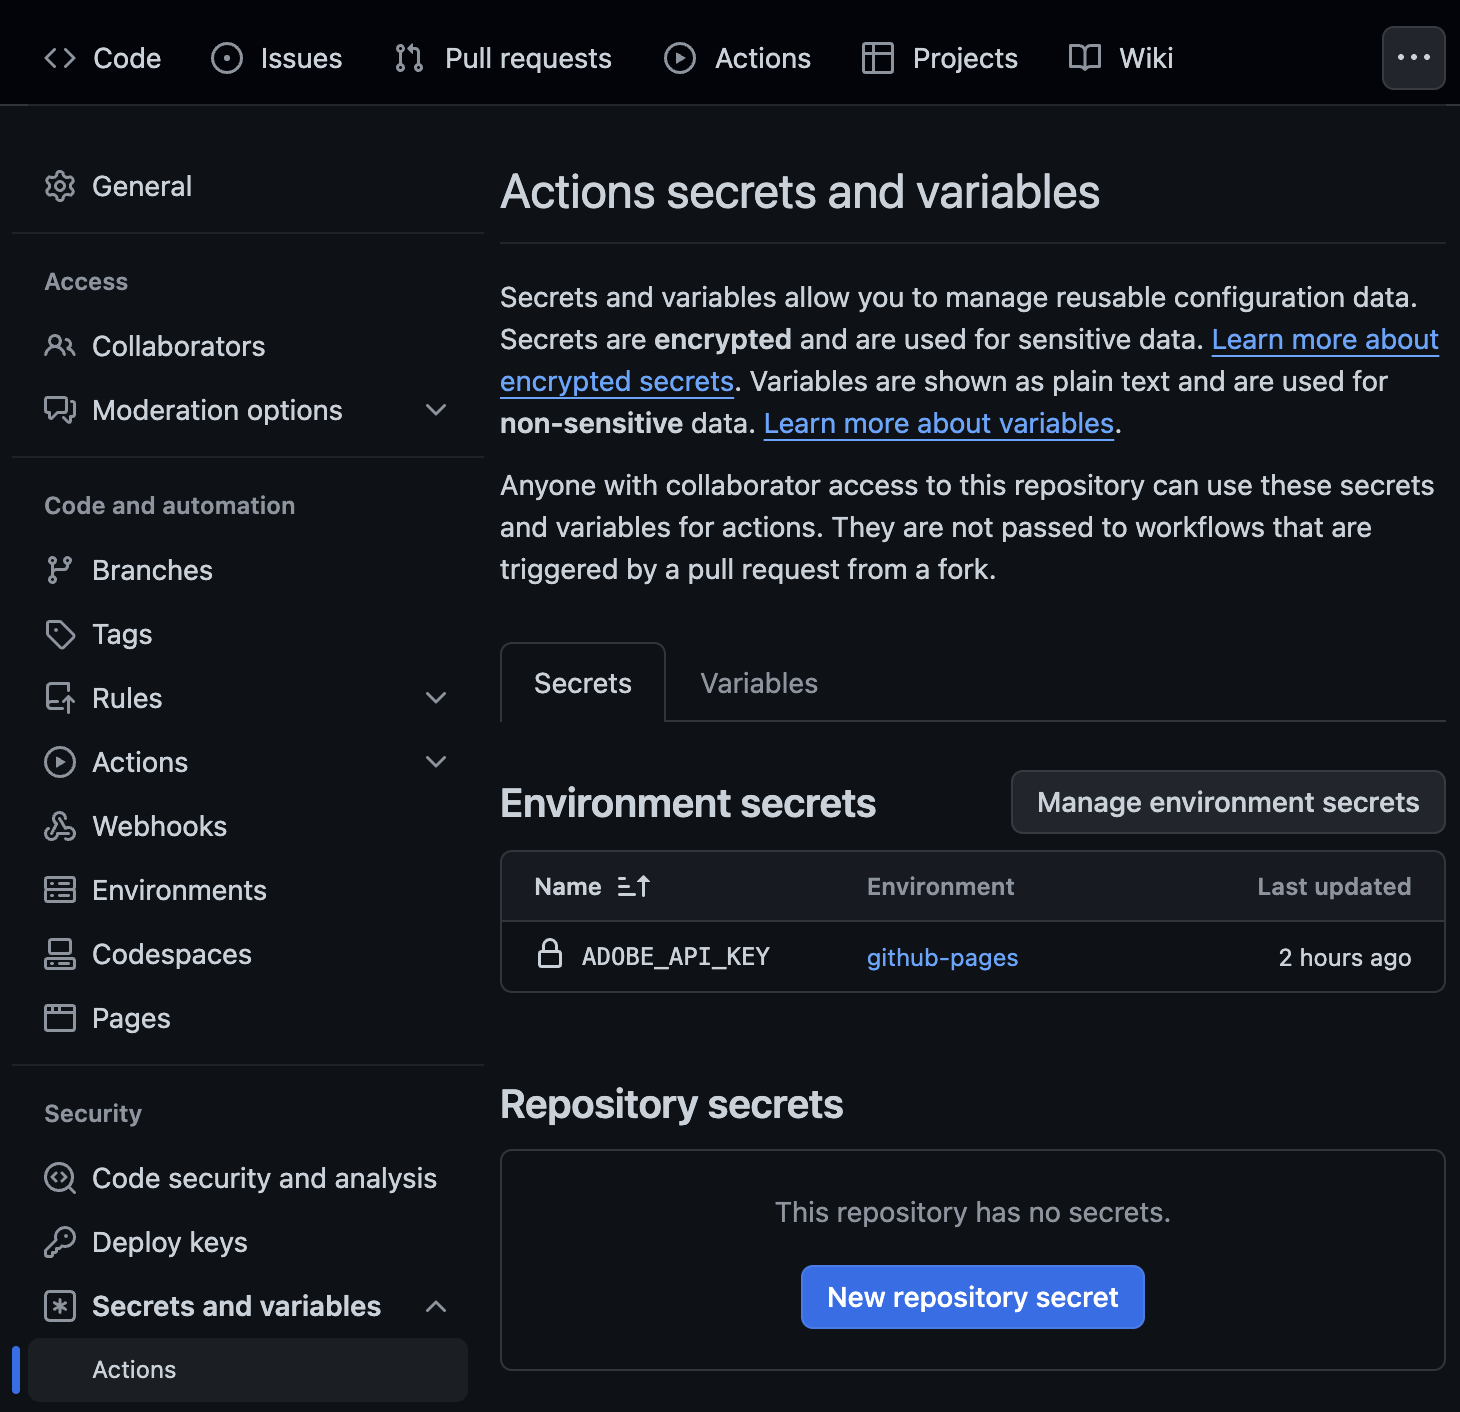 Code Issues Pull requests Actions Projects Wiki
General
Access
Collaborators
Moderation options
Code and automation
Branches
Tags
Rules
Actions
Webhooks
Environments
Codespaces
Pages
Security
Code security and analysis
Deploy keys
Secrets and variables
Actions
Actions secrets and variables
Secrets and variables allow you to manage reusable configuration data.
Secrets are encrypted and are used for sensitive data. Learn more about
encrypted secrets. Variables are shown as plain text and are used for
non-sensitive data. Learn more about variables.
Anyone with collaborator access to this repository can use these secrets
and variables for actions. They are not passed to workflows that are
triggered by a pull request from a fork.
Secrets Variables
Environment secrets Manage environment secrets
Name Environment Last updated
ADOBE_API_KEY github-pages 2 hours ago
Repository secrets
This repository has no secrets.
New repository secret